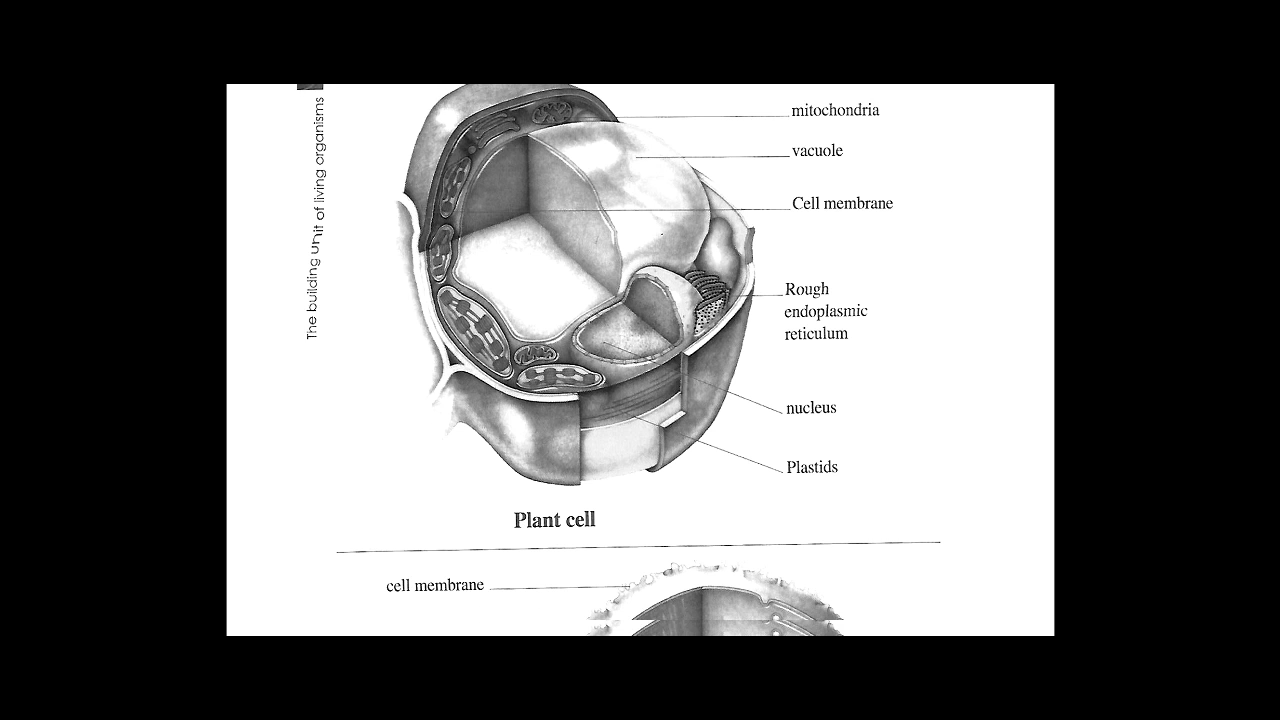 The building unit of living organisms
mitochondria
vacuole
Cell membrane
Rough
endoplasmic
reticulum
nucleus
Plastids
Plant cell
cell membrane